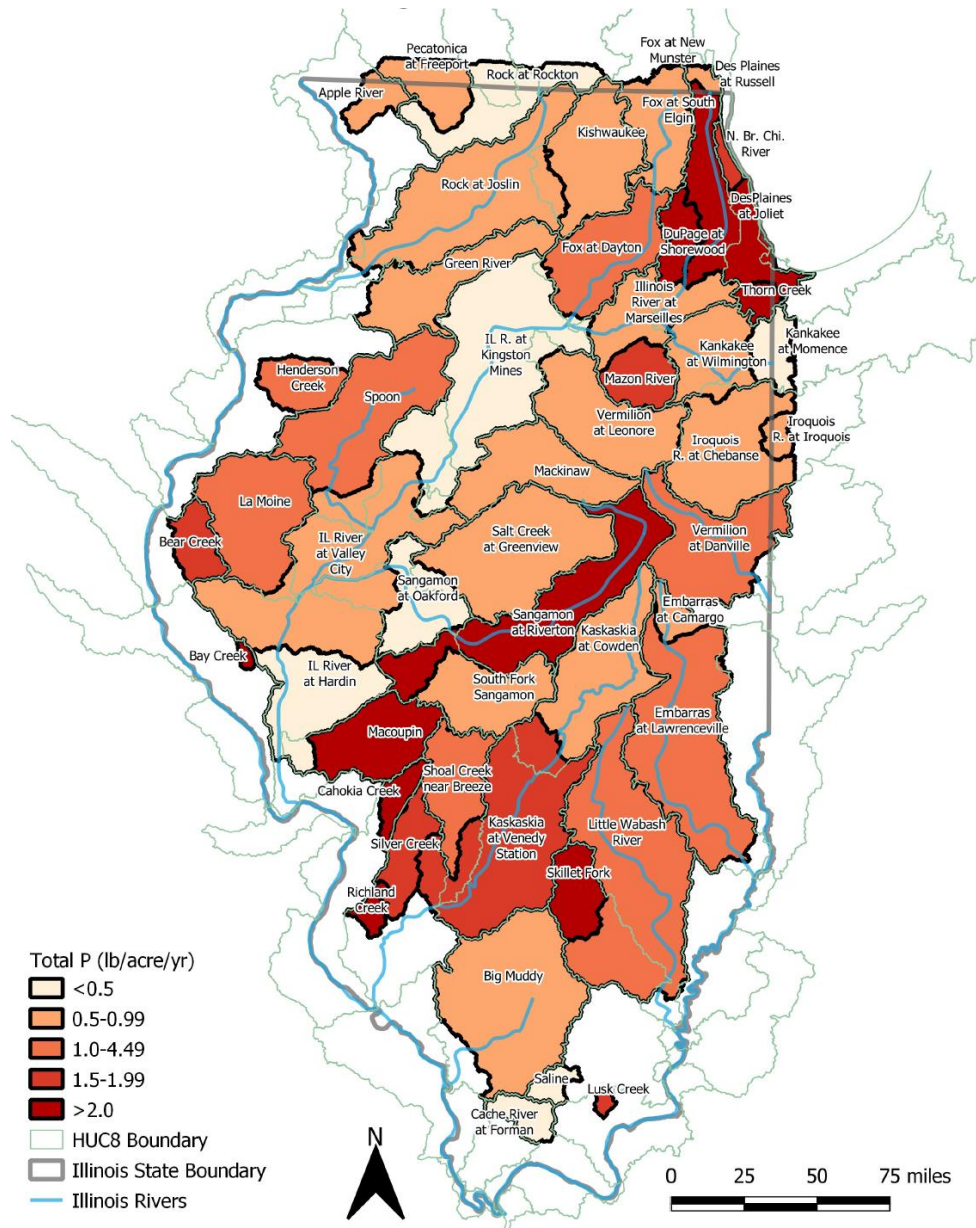 Pecatonica
at Freeport
Fox at New
Munster
Des Plaines
at Russell
Rock at Rockton
Apple River
Fox at South
Elgin
Kishwaukee
N. Br. Chi.
River
Rock at Joslin
DesPlaines
at Joliet
DuPage at
Shorewood
Fox at Dayton
Green River
Thorn Creek
Illinois
River at
Marseilles
IL R. at
Kingston
Mines
Kankakee
at Momence
Kankakee
at Wilmington
Henderson
Creek
Mazon River
Spoon
Vermilion
at Leonore
Iroquois
R. at Iroquois
Iroquois
R. at Chebanse
Mackinaw
La Moine
Bear Creek
IL River
at Valley
City
Salt Creek
at Greenview
Vermilion
at Danville
Sangamon
at Oakford
Sangamon
at Riverton
Embarras
at Camargo
Kaskaskia
at Cowden
Bay Creek
IL River
at Hardin
South Fork
Sangamon
Embarras
at Lawrenceville
Macoupin
Shoal Creek
near Breeze
Cahokia Creek
Kaskaskia
at Venedy
Station
Little Wabash
River
Silver Creek
Skillet Fork
Richland
Creek
Big Muddy
Saline
Lusk Creek
Cache River
at Forman
Total P (lb/acre/yr)
<0.5
0.5-0.99
1.0-4.49
1.5-1.99
>2.0
HUC8 Boundary
Illinois State Boundary
Illinois Rivers
N
0 25 50 75 miles